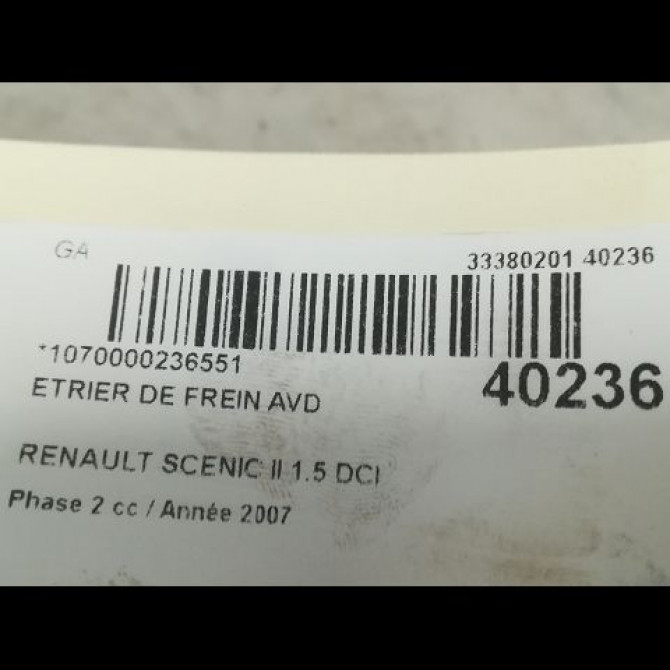 GA
33380201 40236
*1070000236551
40236
ETRIER DE FREIN AVD
RENAULT SCENIC II 1.5 DCI
Phase 2 cc / Année 2007